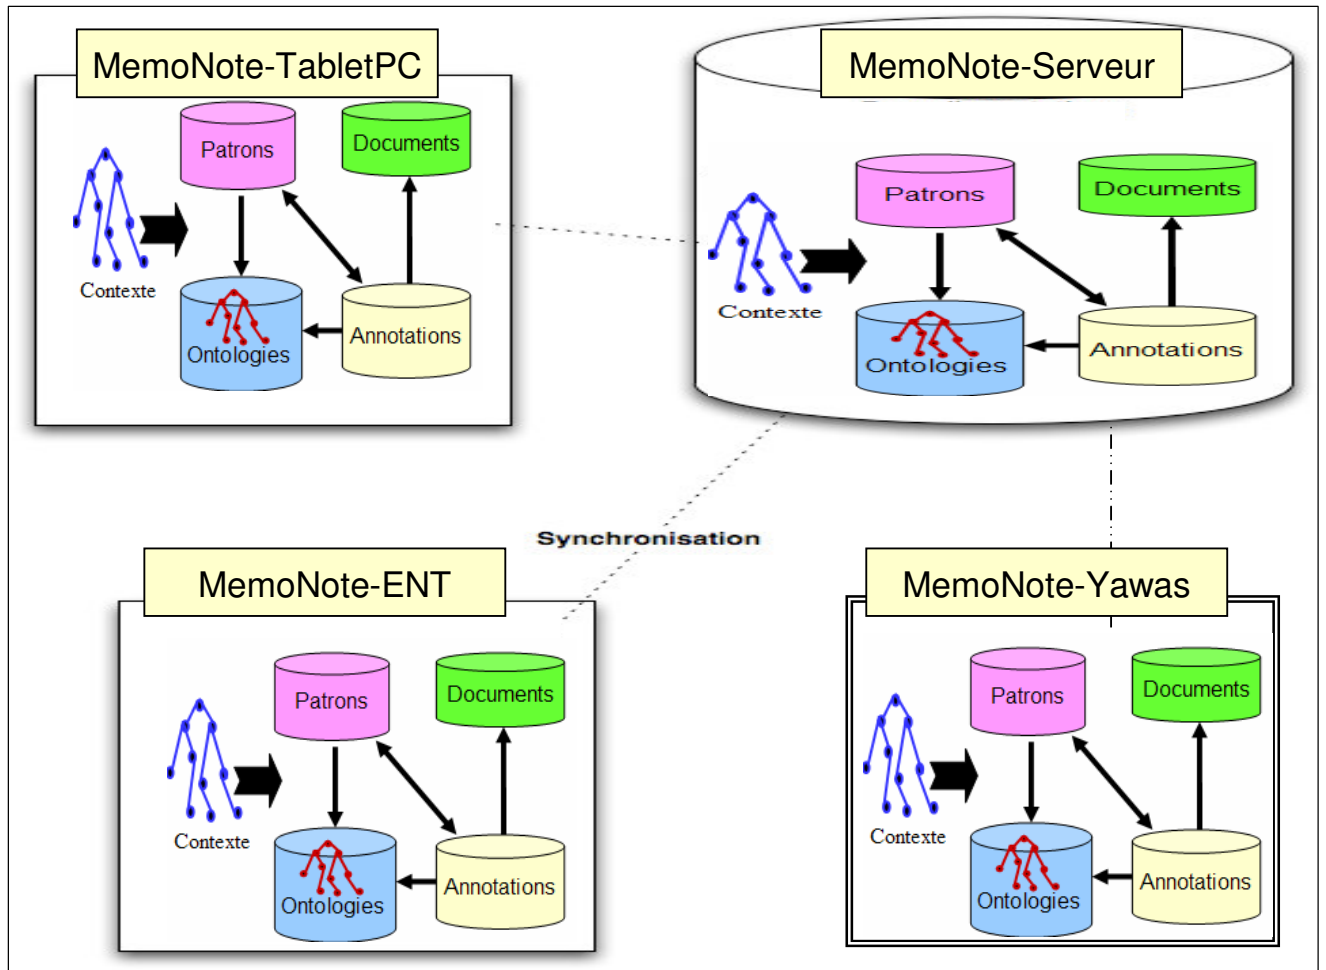 MemoNote-TabletPC
Patrons
Documents
Contexte
Ontologies
Annotations
MemoNote-Serveur
Patrons
Documents
Contexte
Ontologies
Annotations
Synchronisation
MemoNote-ENT
Patrons
Documents
Contexte
Ontologies
Annotations
MemoNote-Yawas
Patrons
Documents
Contexte
Ontologies
Annotations